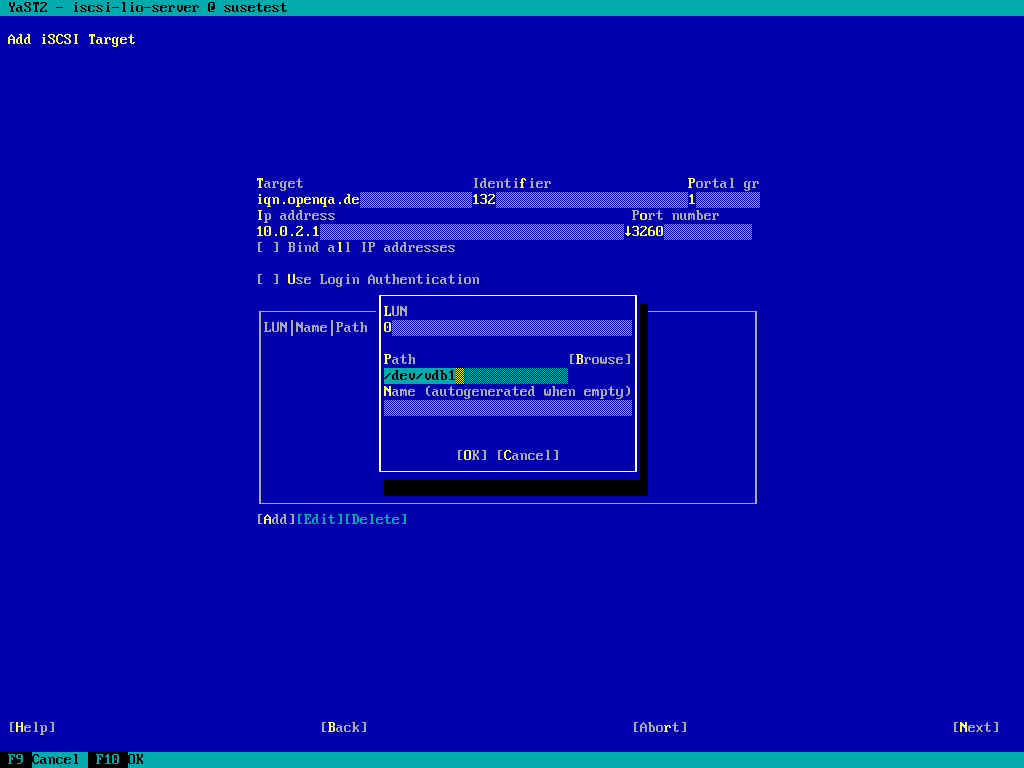 YaST2 - iscsi-lio-server @ susetest
Add iSCSI Target
Target Identifier Portal gr
iqn.openqa.de 132 1
Ip address Port number
10.0.2.1 ↓3260
[ ] Bind all IP addresses
[ ] Use Login Authentication
LUN
LUN|Name|Path 0
Path [Browse]
/dev/vdb1
Name (autogenerated when empty)
[OK] [Cancel]
[Add][Edit][Delete]
[Help] [Back] [Abort] [Next]
F9 Cancel F10 OK